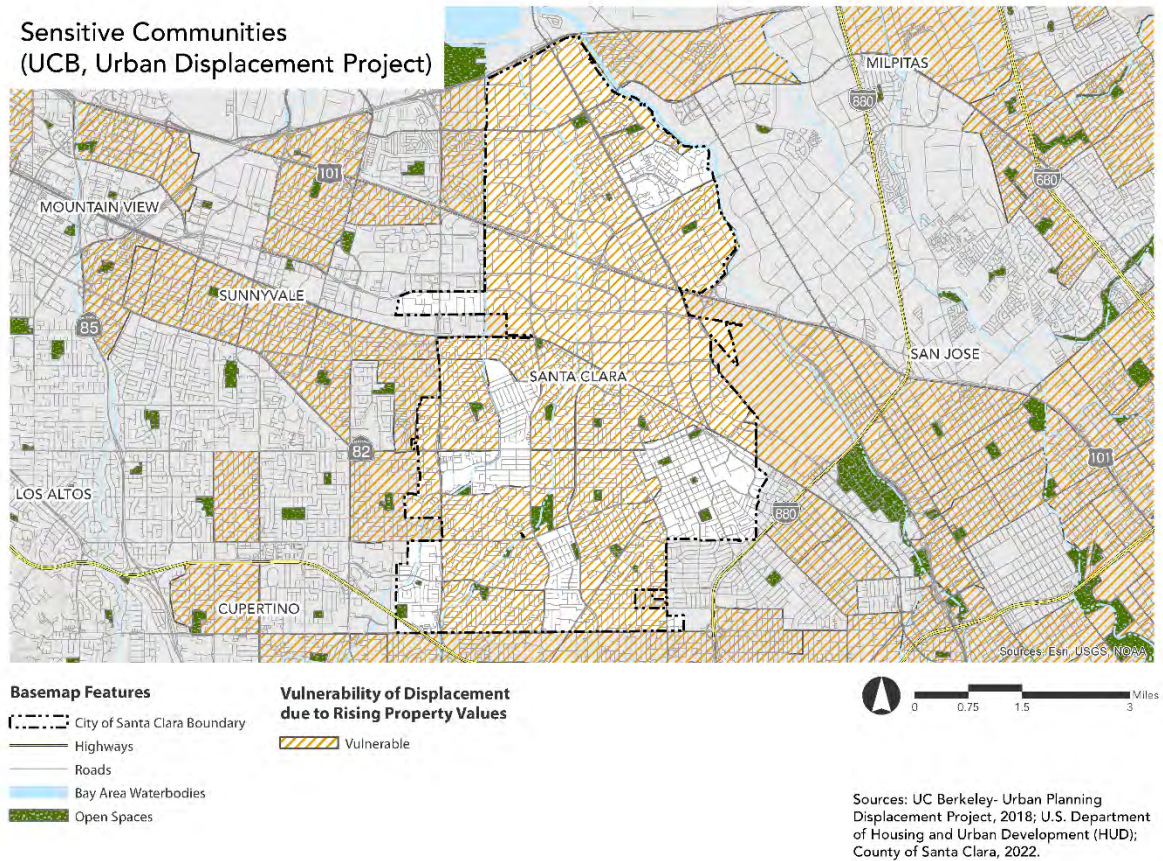 Sensitive Communities
(UCB, Urban Displacement Project)
MILPITAS
880
101
680
MOUNTAIN VIEW
SUNNYVALE
85
SAN JOSE
SANTA CLARA
82
101
LOS ALTOS
880
CUPERTINO
Sources: Esri, USGS, NOAA
Basemap Features
City of Santa Clara Boundary
Highways
Roads
Bay Area Waterbodies
Open Spaces
Vulnerability of Displacement
due to Rising Property Values
Vulnerable
Miles
0 0.75 1.5 3
Sources: UC Berkeley- Urban Planning
Displacement Project, 2018; U.S. Department
of Housing and Urban Development (HUD);
County of Santa Clara, 2022.